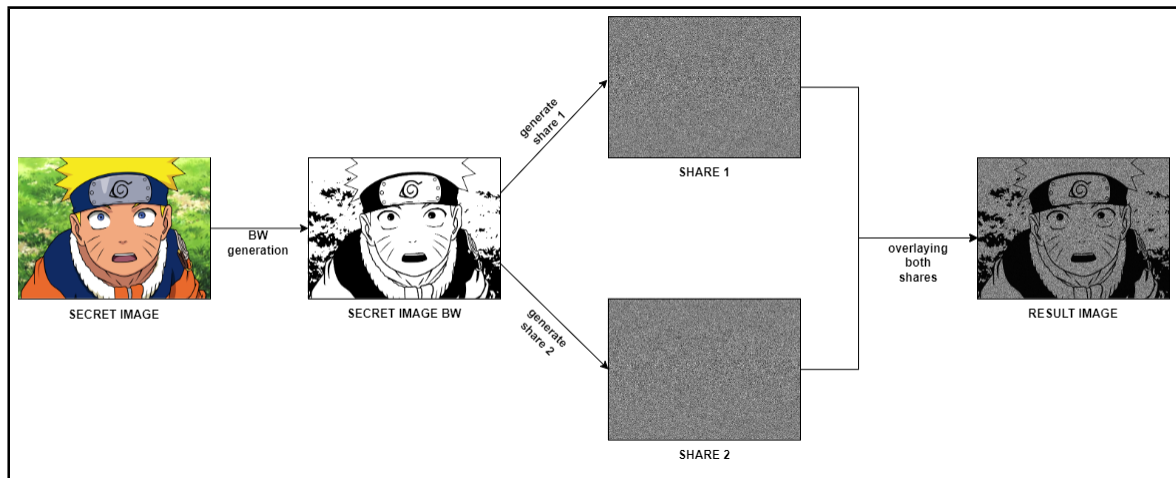 SECRET IMAGE
BW
generation
SECRET IMAGE BW
generate
share 1
SHARE 1
generate
share 2
SHARE 2
overlaying
both
shares
RESULT IMAGE